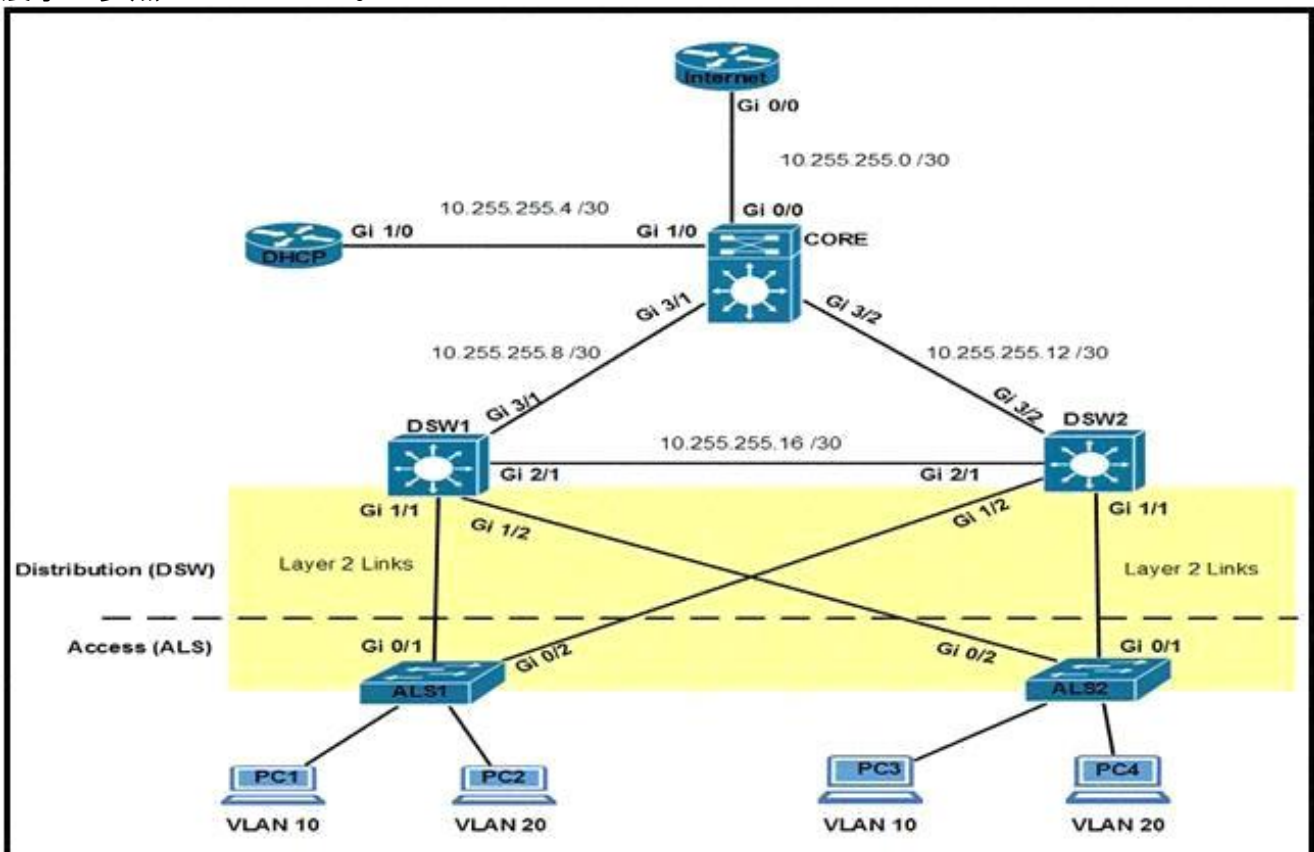 Internet
Gi 0/0
10.255.255.0 /30
10.255.255.4 /30
Gi 0/0
Gi 1/0
Gi 1/0
CORE
DHCP
Gi 3/1
Gi 3/2
10.255.255.8 /30
10.255.255.12 /30
Gi 3/1
Gi 3/2
DSW1
DSW2
10.255.255.16 /30
Gi 2/1
Gi 2/1
Gi 1/1
Gi 1/2
Gi 1/2
Gi 1/1
Layer 2 Links
Layer 2 Links
Distribution (DSW)
Access (ALS)
Gi 0/1
Gi 0/2
Gi 0/2
Gi 0/1
ALS1
ALS2
PC1
PC2
PC3
PC4
VLAN 10
VLAN 20
VLAN 10
VLAN 20